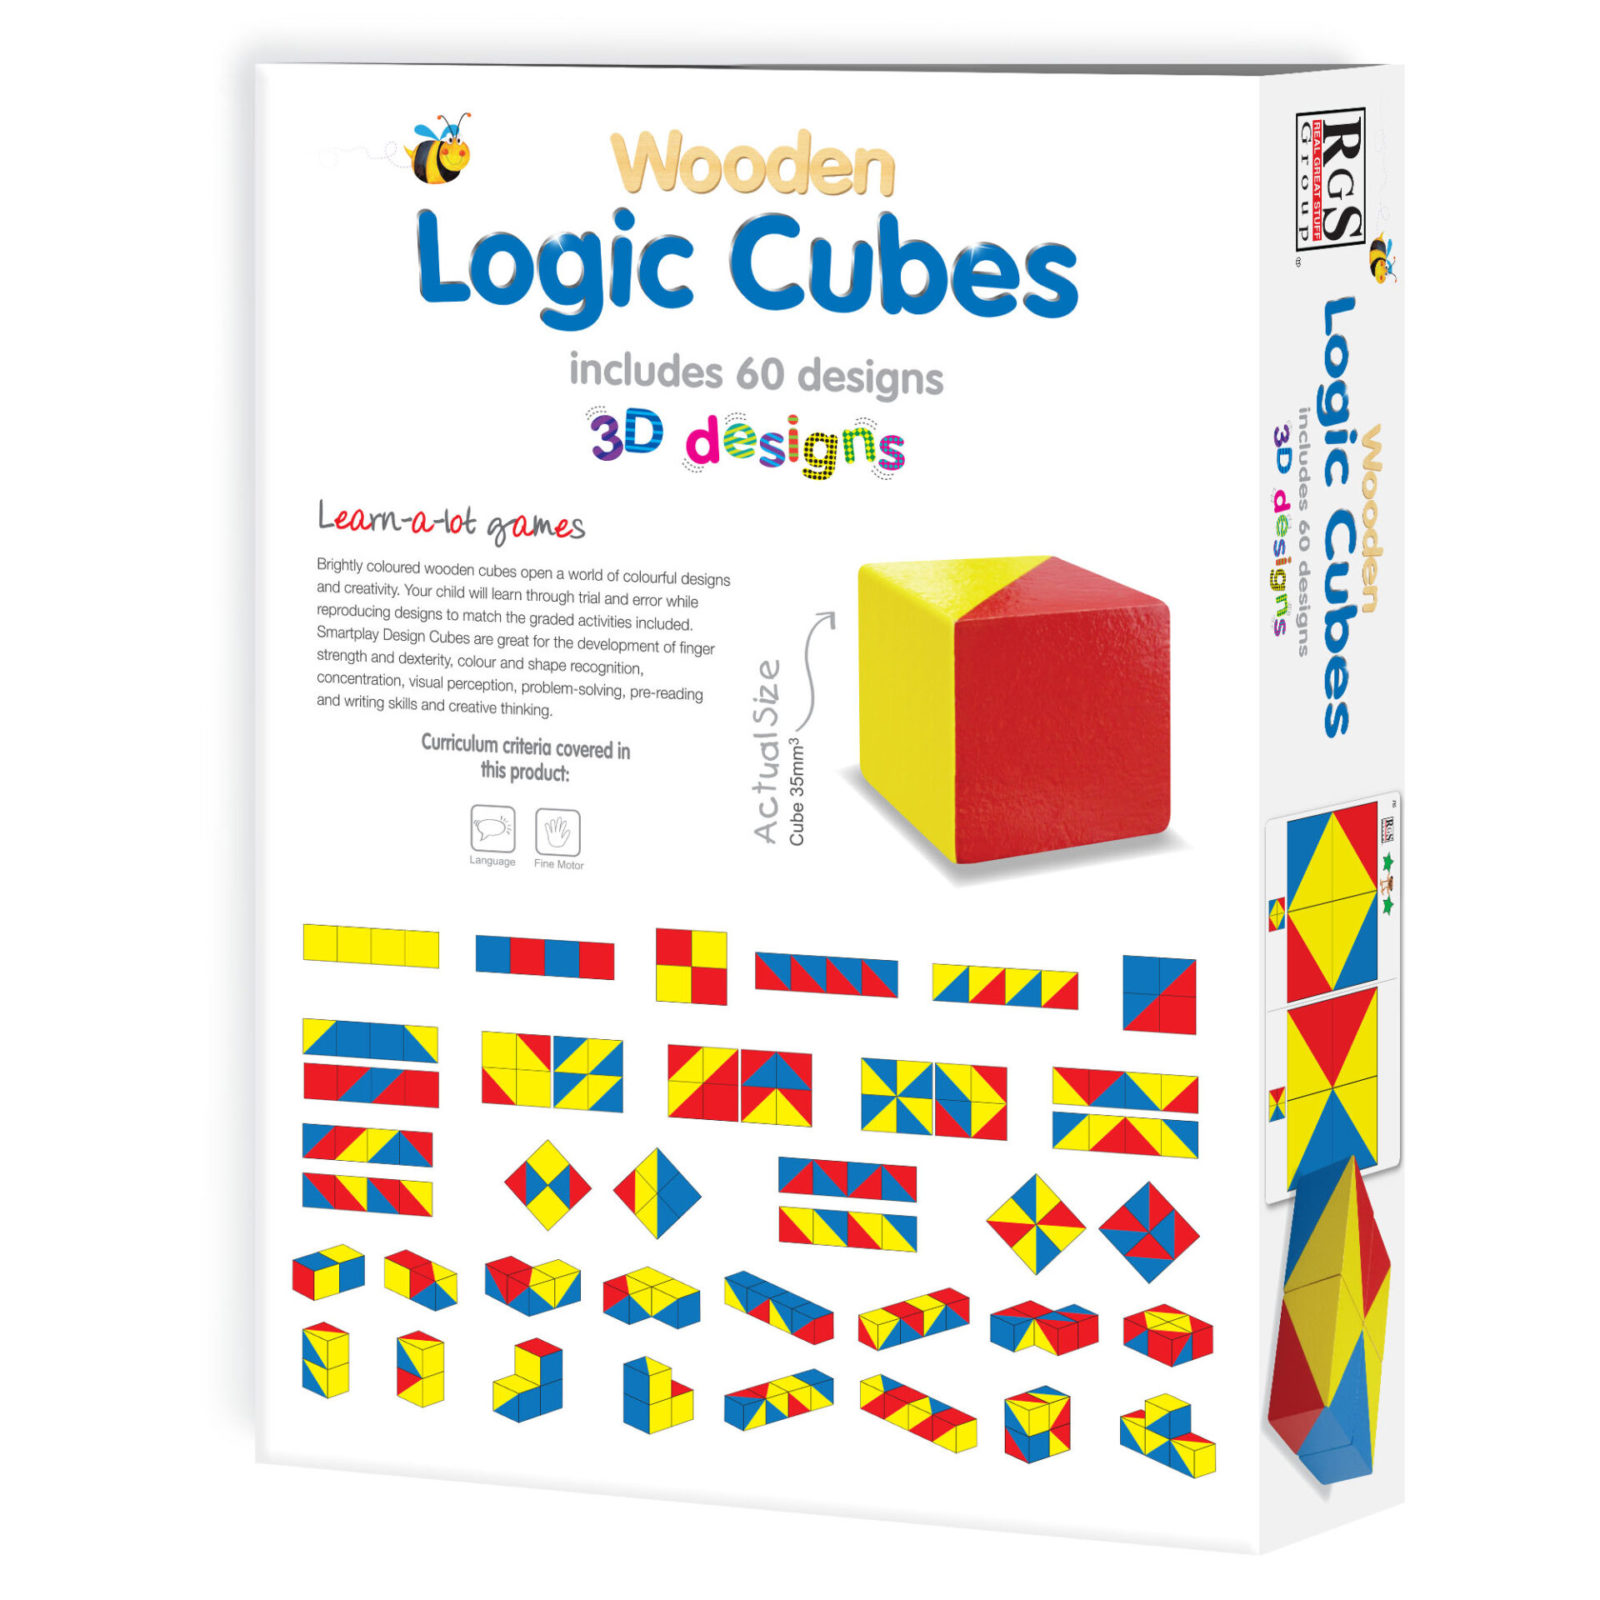 Wooden
Logic Cubes
includes 60 designs
3D designs
Learn-a-lot games
Brightly coloured wooden cubes open a world of colourful designs
and creativity. Your child will learn through trial and error while
reproducing designs to match the graded activities included.
Smartplay Design Cubes are great for the development of finger
strength and dexterity, colour and shape recognition,
concentration, visual perception, problem-solving, pre-reading
and writing skills and creative thinking.
Curriculum criteria covered in
this product:
Language
Fine Motor
Actual Size
Cube 35mm³
RGS
REAL GREAT STUFF
Group
Wooden
Logic Cubes
includes 60 designs
3D designs
RGS